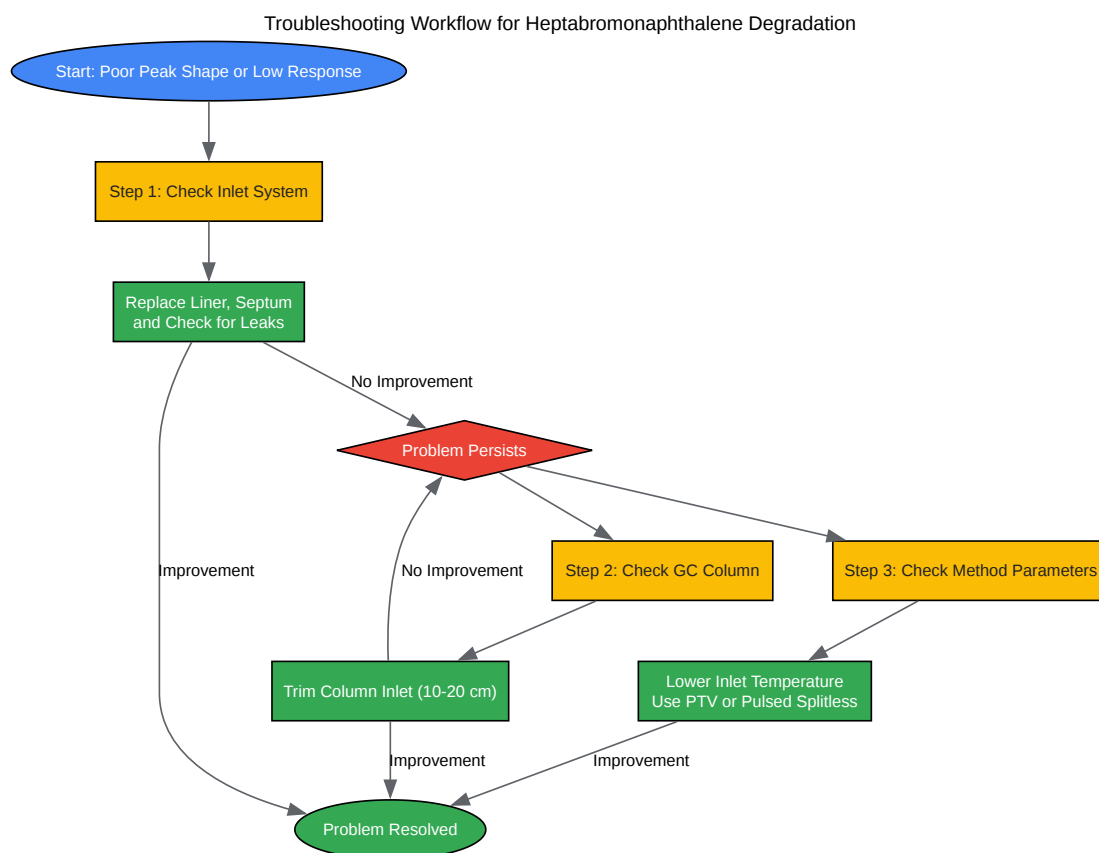 Troubleshooting Workflow for Heptabromonaphthalene Degradation
Start: Poor Peak Shape or Low Response
Step 1: Check Inlet System
Replace Liner, Septum
and Check for Leaks
No Improvement
Problem Persists
Improvement
No Improvement
Step 2: Check GC Column
Step 3: Check Method Parameters
Trim Column Inlet (10-20 cm)
Lower Inlet Temperature
Use PTV or Pulsed Splitless
Improvement
Improvement
Problem Resolved